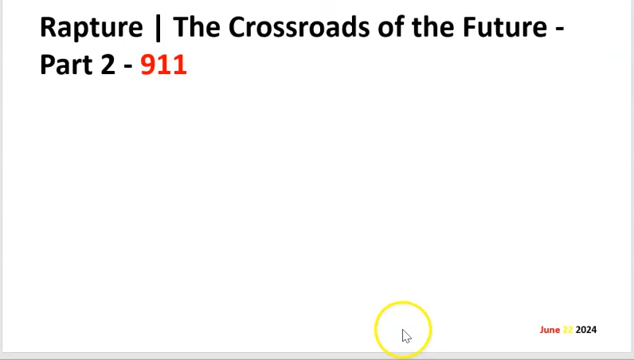 Rapture | The Crossroads of the Future -
Part 2 - 911
June 22 2024